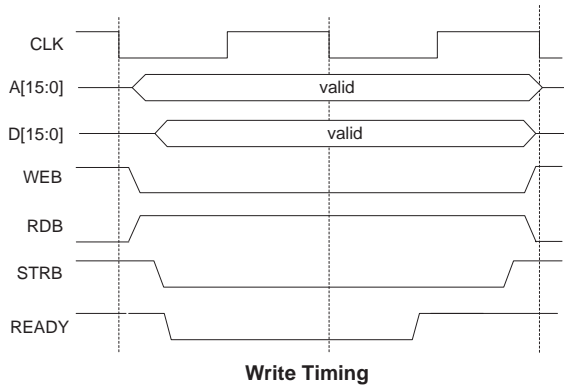 CLK
A[15:0] valid
D[15:0] valid
WEB
RDB
STRB
READY
Write Timing